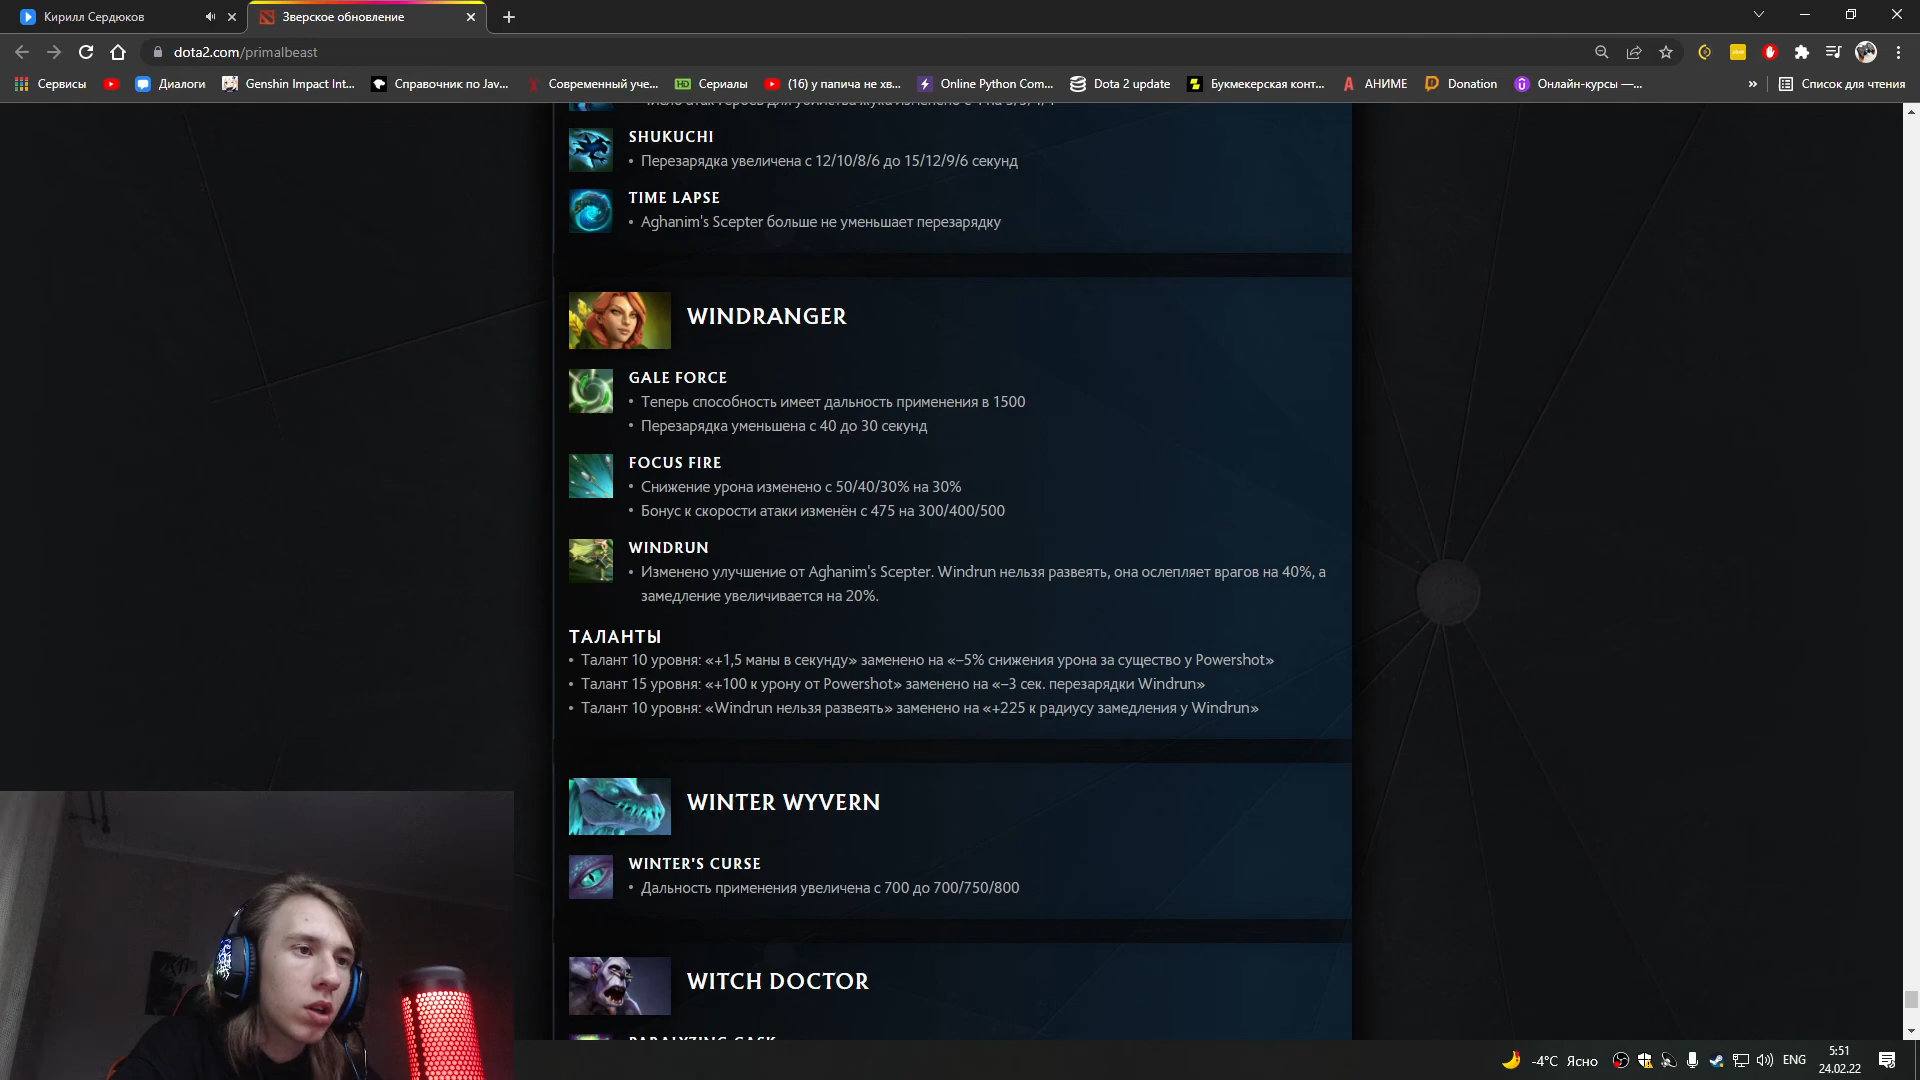 Кирилл Сердюков
Зверское обновление
dota2.com/primalbeast
Сервисы
Диалоги
Genshin Impact Int...
Справочник по Jav...
Современный уче...
HD Сериалы
(16) у папича не хв...
Online Python Com...
Dota 2 update
Букмекерская конт...
АНИМЕ
Donation
Онлайн-курсы —...
»
Список для чтения
SHUKUCHI
• Перезарядка увеличена с 12/10/8/6 до 15/12/9/6 секунд
TIME LAPSE
• Aghanim's Scepter больше не уменьшает перезарядку
WINDRANGER
GALE FORCE
• Теперь способность имеет дальность применения в 1500
• Перезарядка уменьшена с 40 до 30 секунд
FOCUS FIRE
• Снижение урона изменено с 50/40/30% на 30%
• Бонус к скорости атаки изменён с 475 на 300/400/500
WINDRUN
• Изменено улучшение от Aghanim's Scepter. Windrun нельзя развеять, она ослепляет врагов на 40%, а
замедление увеличивается на 20%.
ТАЛАНТЫ
• Талант 10 уровня: «+1,5 маны в секунду» заменено на «–5% снижения урона за существо у Powershot»
• Талант 15 уровня: «+100 к урону от Powershot» заменено на «–3 сек. перезарядки Windrun»
• Талант 10 уровня: «Windrun нельзя развеять» заменено на «+225 к радиусу замедления у Windrun»
WINTER WYVERN
WINTER'S CURSE
• Дальность применения увеличена с 700 до 700/750/800
WITCH DOCTOR
PARALYZING CASK
-4°C Ясно
ENG
5:51
24.02.22